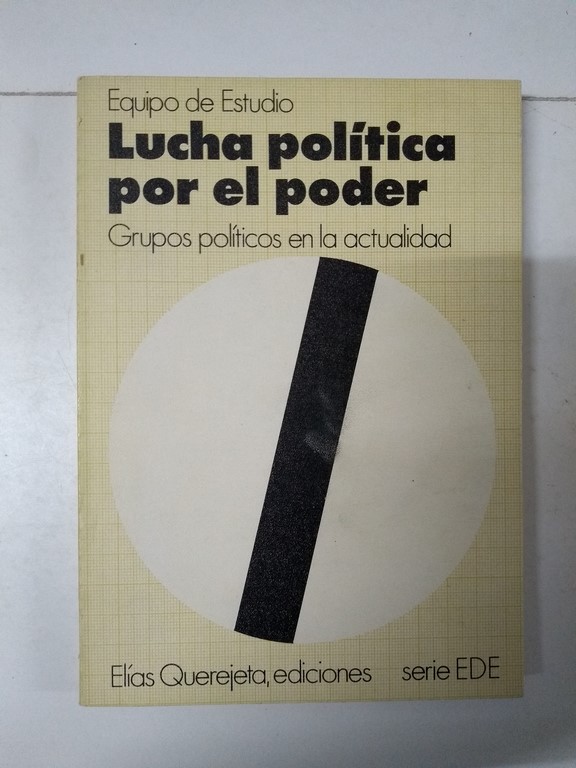 Equipo de Estudio
Lucha política
por el poder
Grupos políticos en la actualidad
Elías Querejeta, ediciones serie EDE